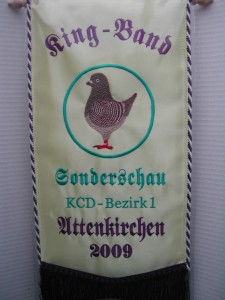 King-Band
Sonderschau
KCD-Bezirk 1
Attenkirchen
2009